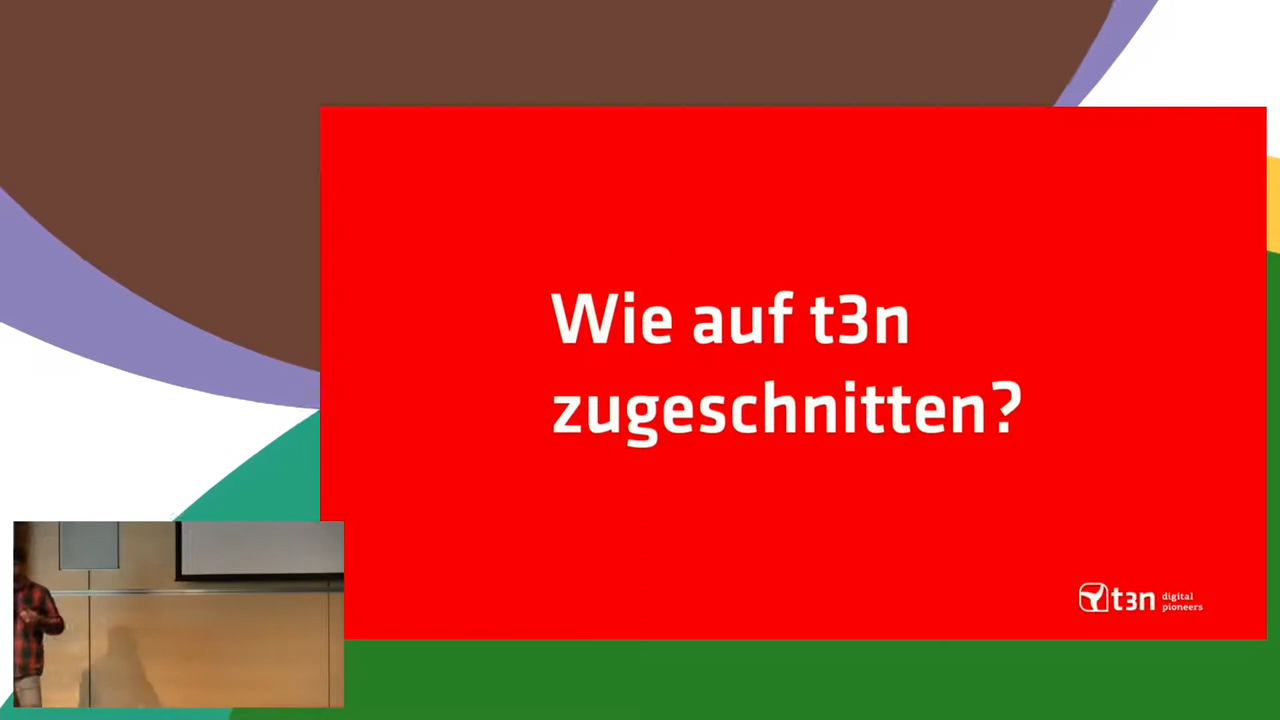 Wie auf t3n
zugeschnitten?
t3n digital
pioneers